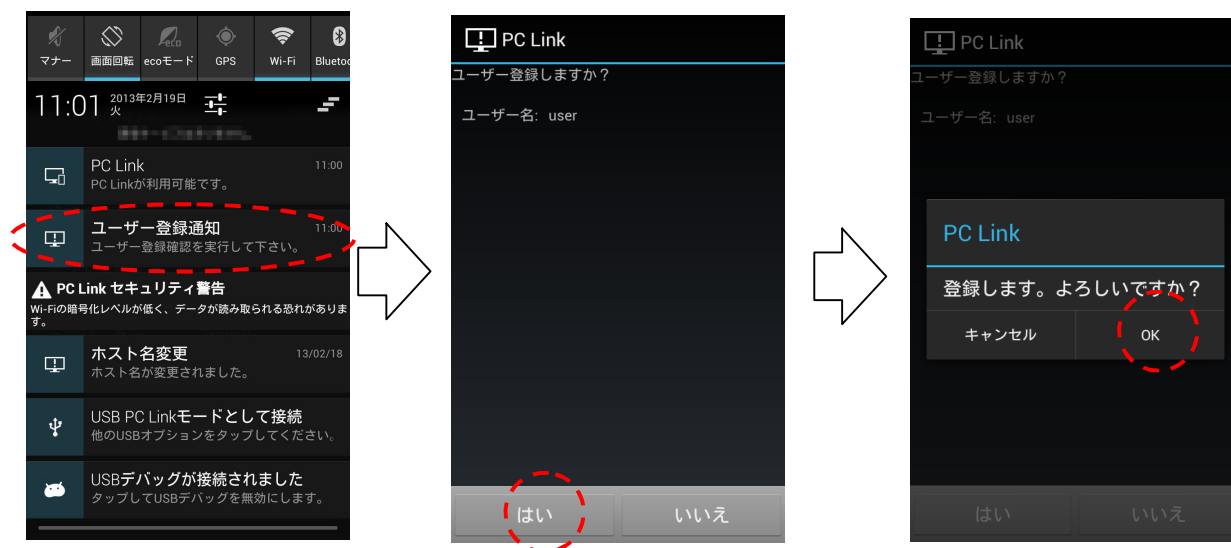 マナー
画面回転
ecoモード
GPS
Wi-Fi
Bluetoo
11:01
2013年2月19日
火
PC Link
11:00
PC Linkが利用可能です。
ユーザー登録通知
11:00
ユーザー登録確認を実行して下さい。
PC Link セキュリティ警告
Wi-Fiの暗号化レベルが低く、データが読み取られる恐れがありま
す。
ホスト名変更
13/02/18
ホスト名が変更されました。
USB PC Linkモードとして接続
他のUSBオプションをタップしてください。
USBデバッグが接続されました
タップしてUSBデバッグを無効にします。
PC Link
ユーザー登録しますか？
ユーザー名: user
はい
いいえ
PC Link
ユーザー登録しますか？
ユーザー名: user
PC Link
登録します。よろしいですか？
キャンセル
OK
はい
いいえ